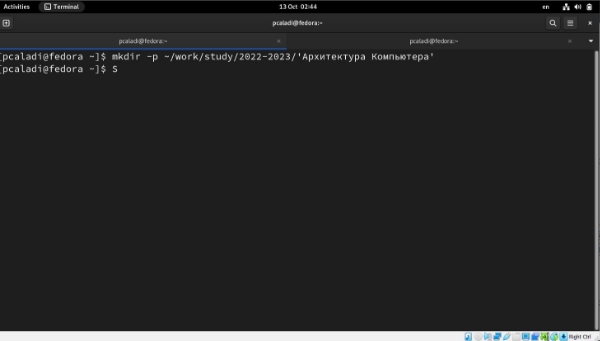 Activities Terminal 13 Oct 02:44 en
pcaladi@fedora:~
pcaladi@fedora:~ × pcaladi@fedora:~ ×
[pcaladi@fedora ~]$ mkdir -p ~/work/study/2022-2023/'Архитектура Компьютера'
[pcaladi@fedora ~]$ S
Right Ctrl